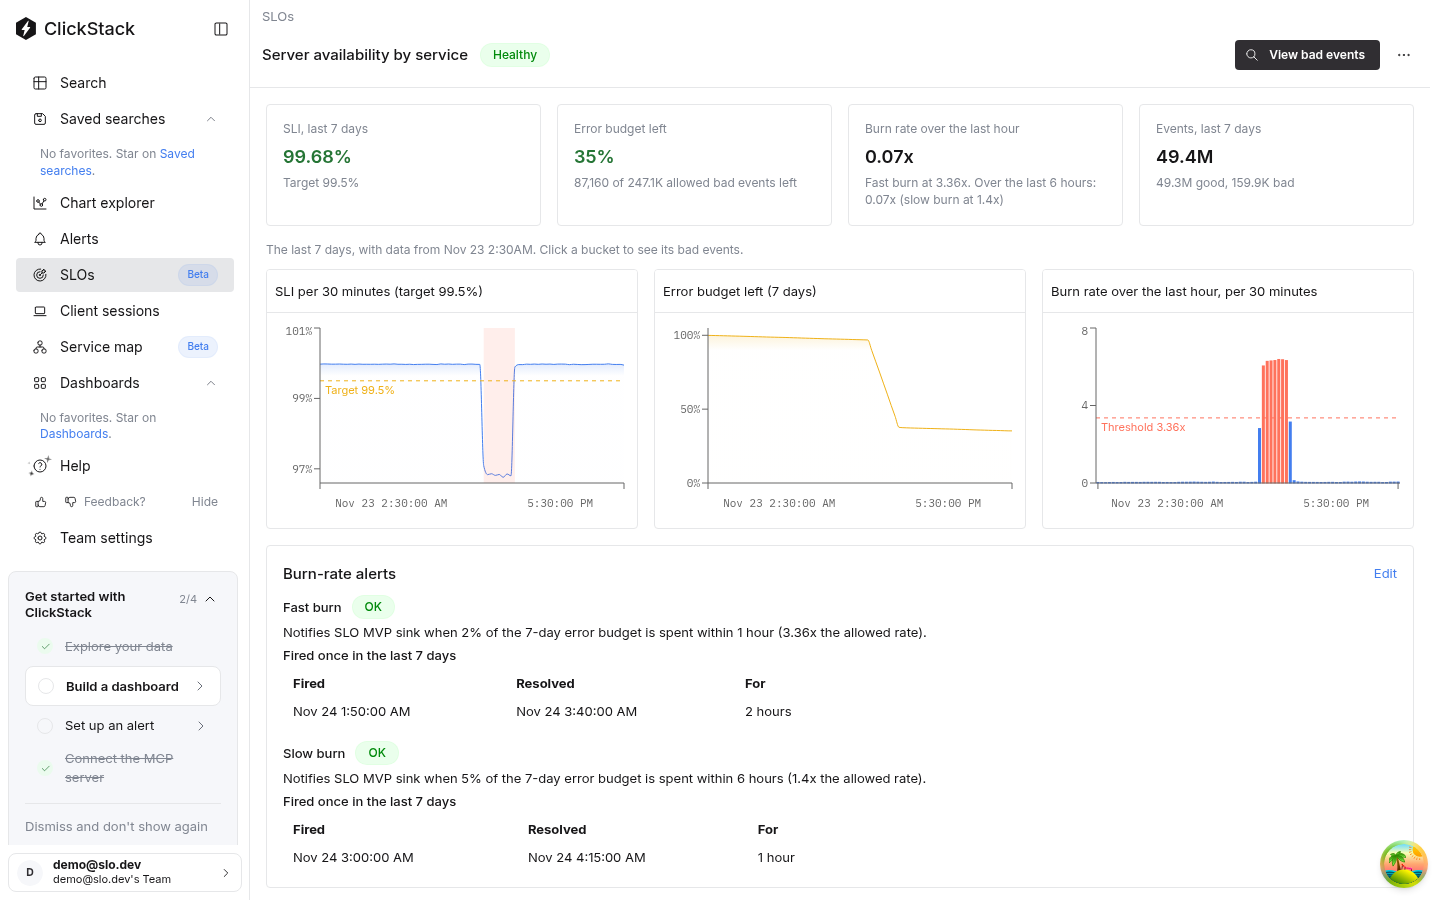 ClickStack
Search
Saved searches
No favorites. Star on Saved
searches.
Chart explorer
Alerts
SLOs Beta
Client sessions
Service map Beta
Dashboards
No favorites. Star on
Dashboards.
Help
Feedback? Hide
Team settings
Get started with
ClickStack 2/4
Explore your data
Build a dashboard
Set up an alert
Connect the MCP
server
Dismiss and don't show again
D
demo@slo.dev
demo@slo.dev's Team
SLOs
Server availability by service Healthy
View bad events
SLI, last 7 days
99.68%
Target 99.5%
Error budget left
35%
87,160 of 247.1K allowed bad events left
Burn rate over the last hour
0.07x
Fast burn at 3.36x. Over the last 6 hours:
0.07x (slow burn at 1.4x)
Events, last 7 days
49.4M
49.3M good, 159.9K bad
The last 7 days, with data from Nov 23 2:30AM. Click a bucket to see its bad events.
SLI per 30 minutes (target 99.5%)
101%
Target 99.5%
99%
97%
Nov 23 2:30:00 AM 5:30:00 PM
Error budget left (7 days)
100%
50%
0%
Nov 23 2:30:00 AM 5:30:00 PM
Burn rate over the last hour, per 30 minutes
8
4
Threshold 3.36x
0
Nov 23 2:30:00 AM 5:30:00 PM
Burn-rate alerts Edit
Fast burn OK
Notifies SLO MVP sink when 2% of the 7-day error budget is spent within 1 hour (3.36x the allowed rate).
Fired once in the last 7 days
Fired Resolved For
Nov 24 1:50:00 AM Nov 24 3:40:00 AM 2 hours
Slow burn OK
Notifies SLO MVP sink when 5% of the 7-day error budget is spent within 6 hours (1.4x the allowed rate).
Fired once in the last 7 days
Fired Resolved For
Nov 24 3:00:00 AM Nov 24 4:15:00 AM 1 hour